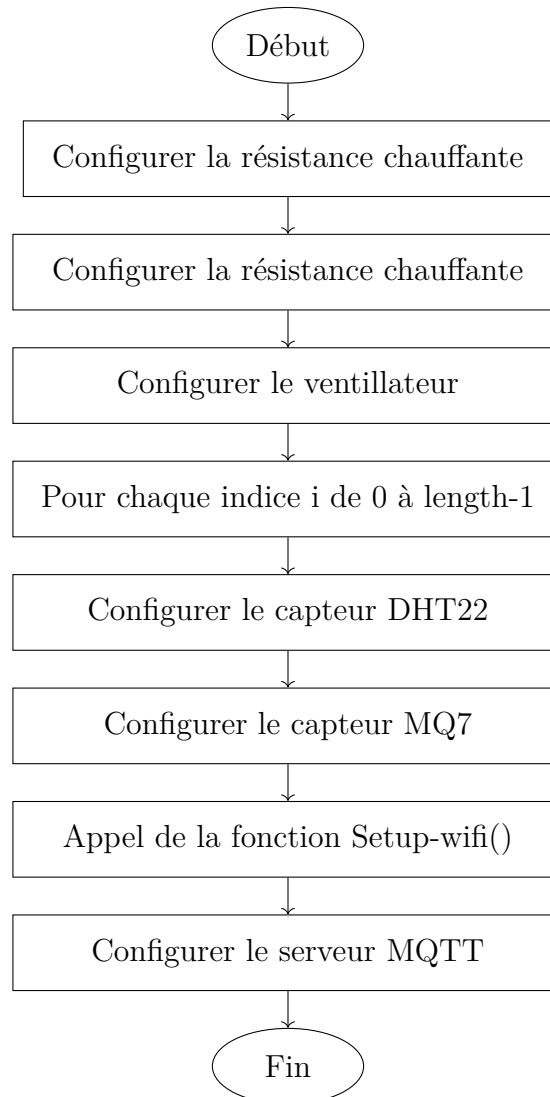 Début
Configurer la résistance chauffante
Configurer la résistance chauffante
Configurer le ventillateur
Pour chaque indice i de 0 à length-1
Configurer le capteur DHT22
Configurer le capteur MQ7
Appel de la fonction Setup-wifi()
Configurer le serveur MQTT
Fin